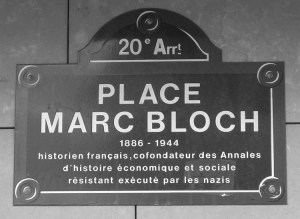 20e Arrt
PLACE
MARC BLOCH
1886 - 1944
historien français, cofondateur des Annales
d'histoire économique et sociale
résistant exécuté par les nazis